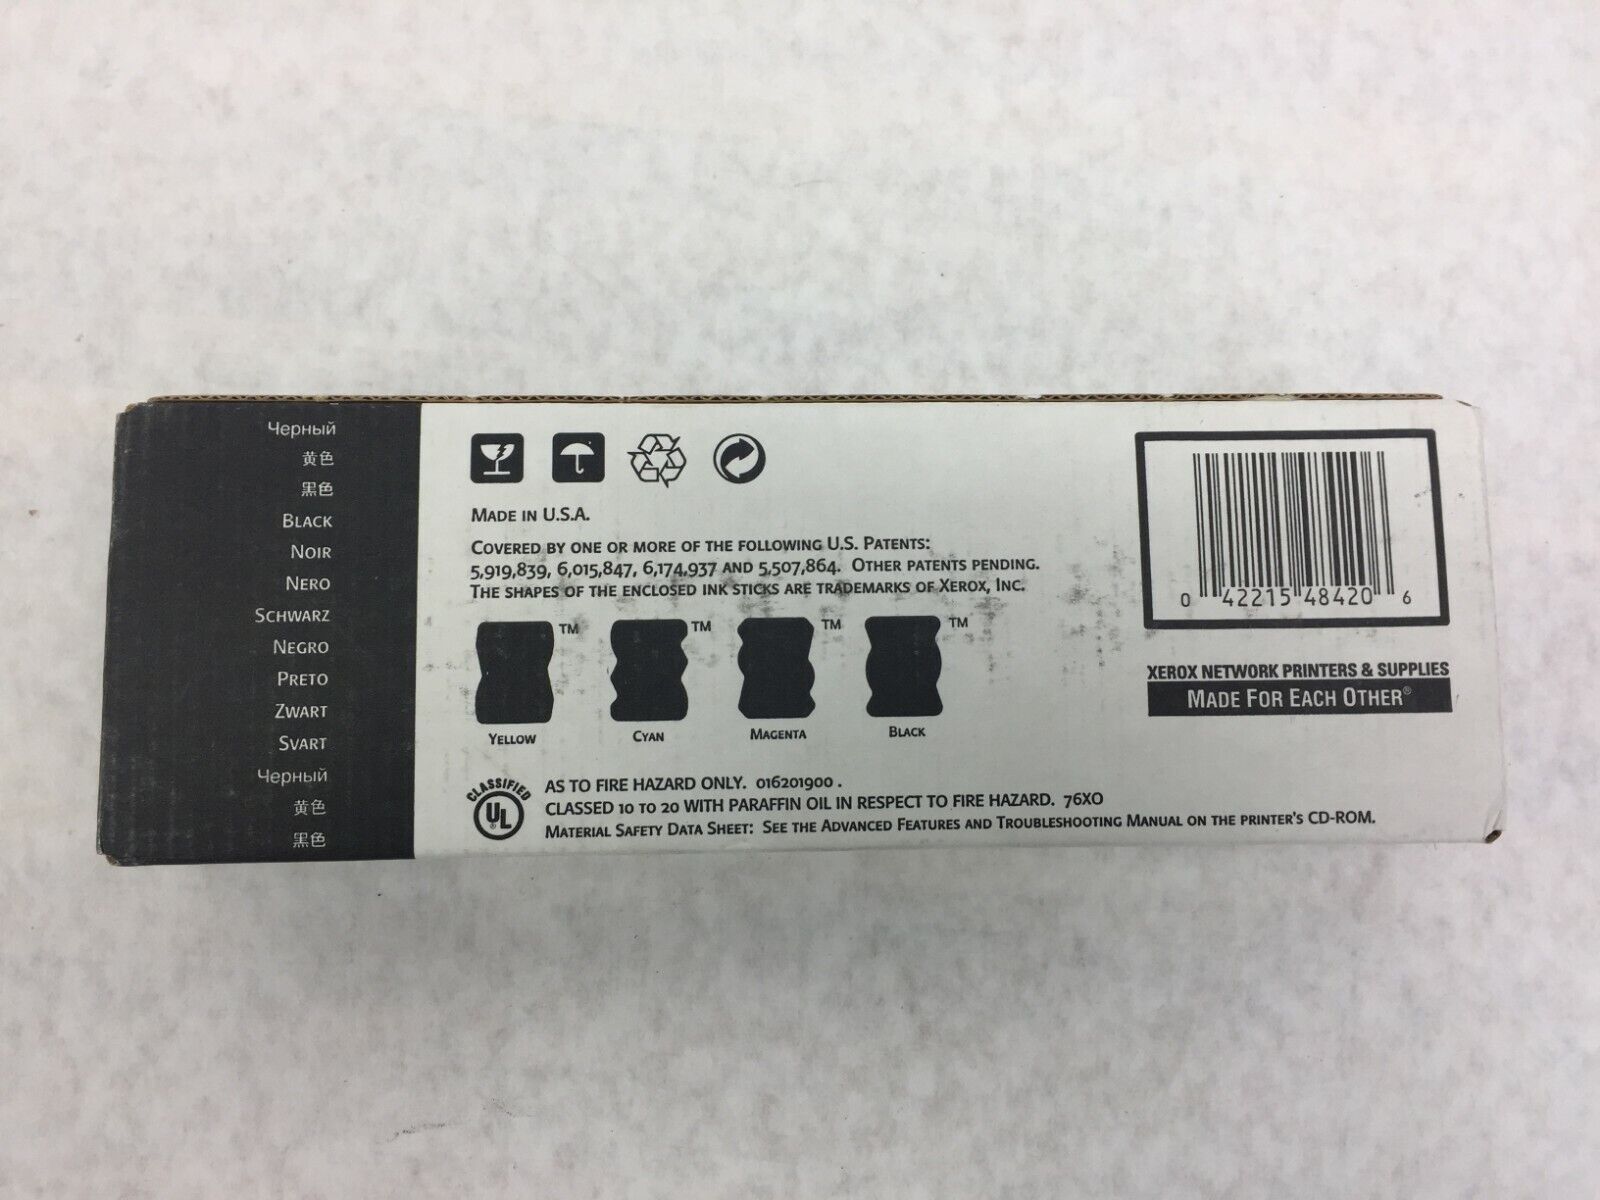 Черный
黄色
黑色
BLACK
NOIR
NERO
SCHWARZ
NEGRO
PRETO
ZWART
SVART
Черный
黄色
黑色
MADE IN U.S.A.
COVERED BY ONE OR MORE OF THE FOLLOWING U.S. PATENTS:
5,919,839, 6,015,847, 6,174,937 AND 5,507,864. OTHER PATENTS PENDING.
THE SHAPES OF THE ENCLOSED INK STICKS ARE TRADEMARKS OF XEROX, INC.
TM TM TM TM
YELLOW CYAN MAGENTA BLACK
CLASSIFIED
UL®
AS TO FIRE HAZARD ONLY. 016201900 .
CLASSED 10 TO 20 WITH PARAFFIN OIL IN RESPECT TO FIRE HAZARD. 76XO
MATERIAL SAFETY DATA SHEET: SEE THE ADVANCED FEATURES AND TROUBLESHOOTING MANUAL ON THE PRINTER'S CD-ROM.
0 42215 48420 6
XEROX NETWORK PRINTERS & SUPPLIES
MADE FOR EACH OTHER®